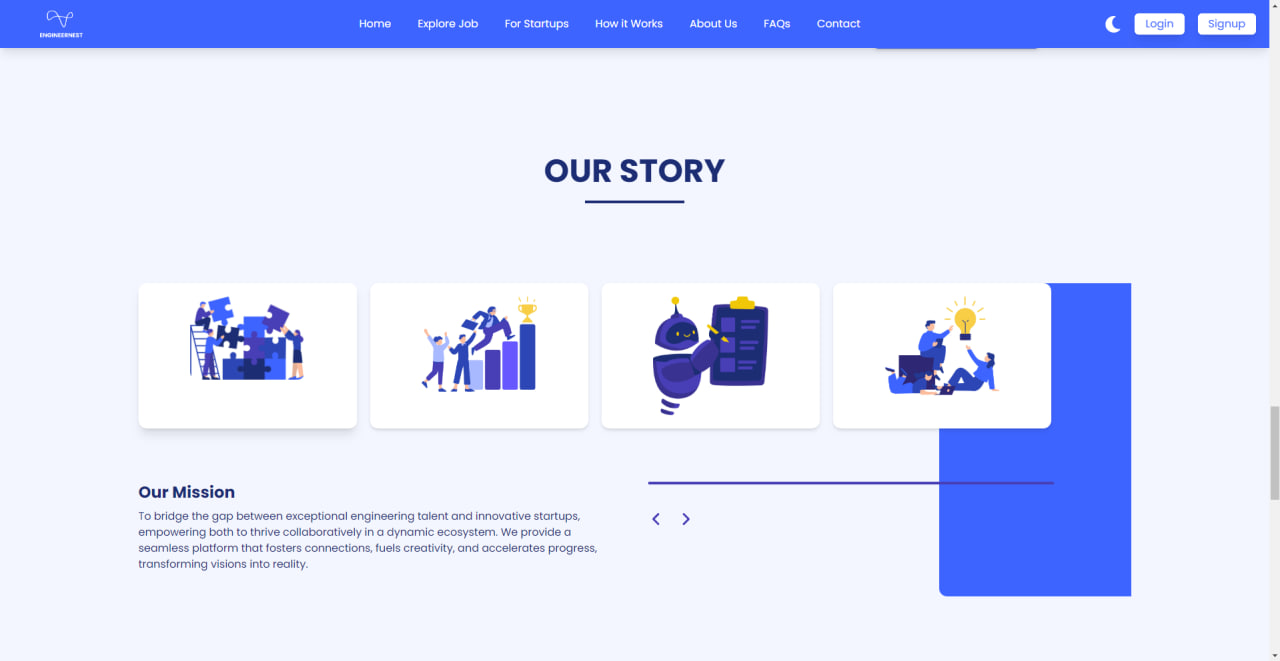 ENGINEERNEST
Home Explore Job For Startups How it Works About Us FAQs Contact
Login Signup
OUR STORY
Our Mission
To bridge the gap between exceptional engineering talent and innovative startups,
empowering both to thrive collaboratively in a dynamic ecosystem. We provide a
seamless platform that fosters connections, fuels creativity, and accelerates progress,
transforming visions into reality.